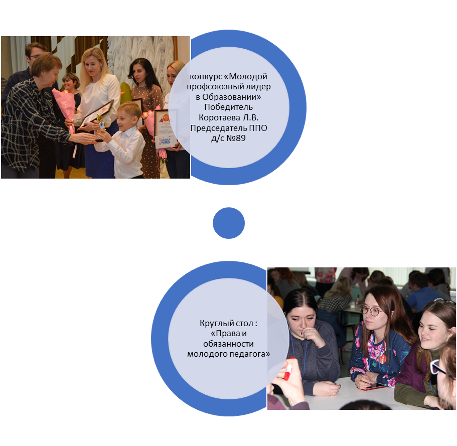 конкурс «Молодой
профсоюзный лидер
в Образовании»
Победитель
Коротаева Л.В.
Председатель ППО
д/с №89
Круглый стол :
«Права и
обязанности
молодого педагога»